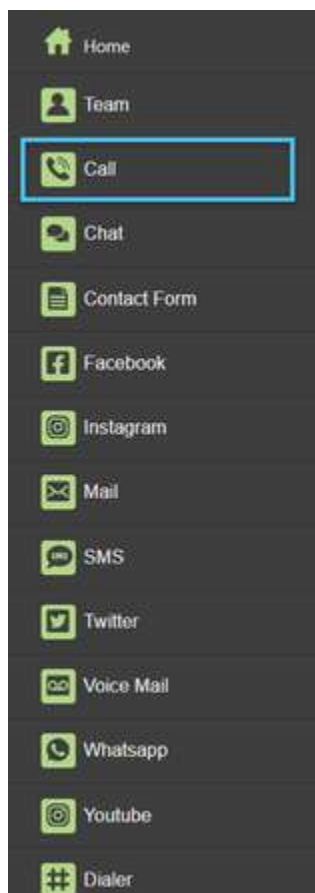 Home
Team
Call
Chat
Contact Form
Facebook
Instagram
Mail
SMS
Twitter
Voice Mail
Whatsapp
Youtube
Dialer